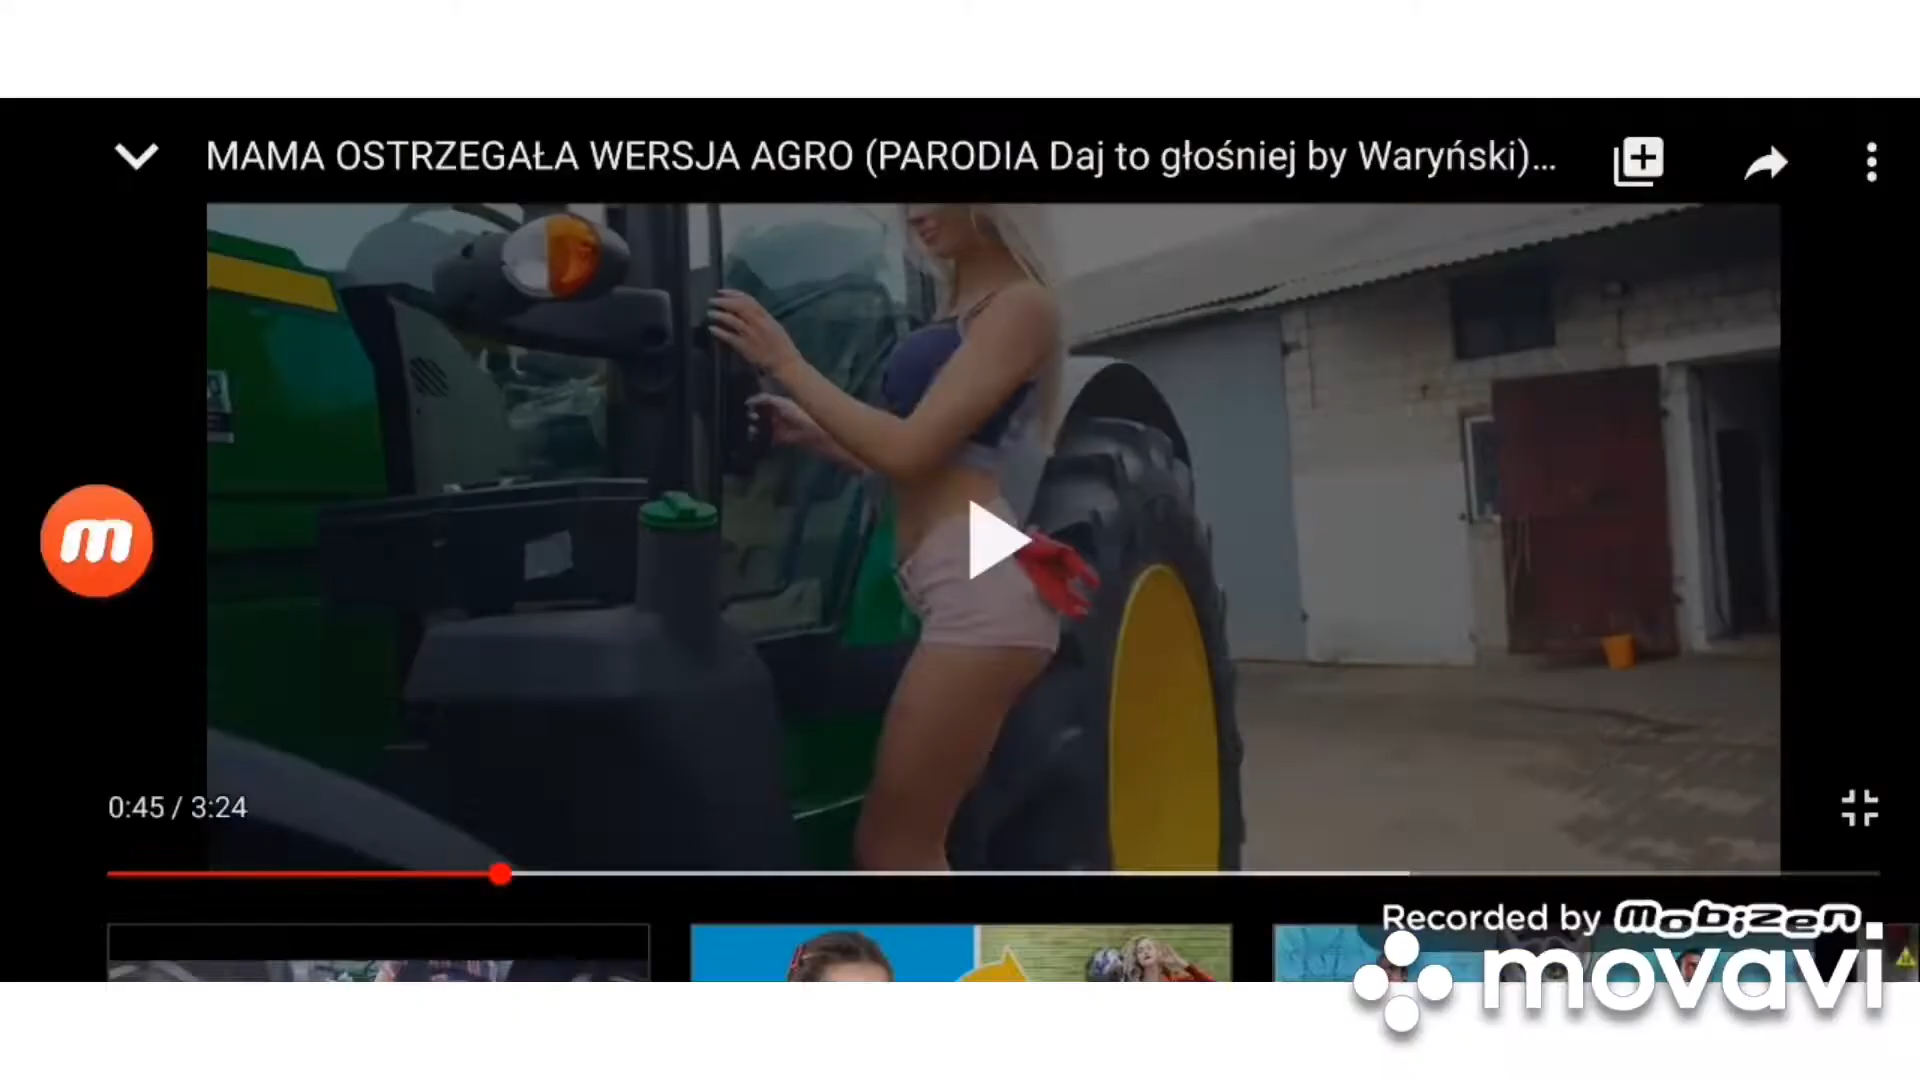 MAMA OSTRZEGAŁA WERSJA AGRO (PARODIA Daj to głośniej by Waryński)...
m
0:45 / 3:24
Recorded by mobizen
movavi